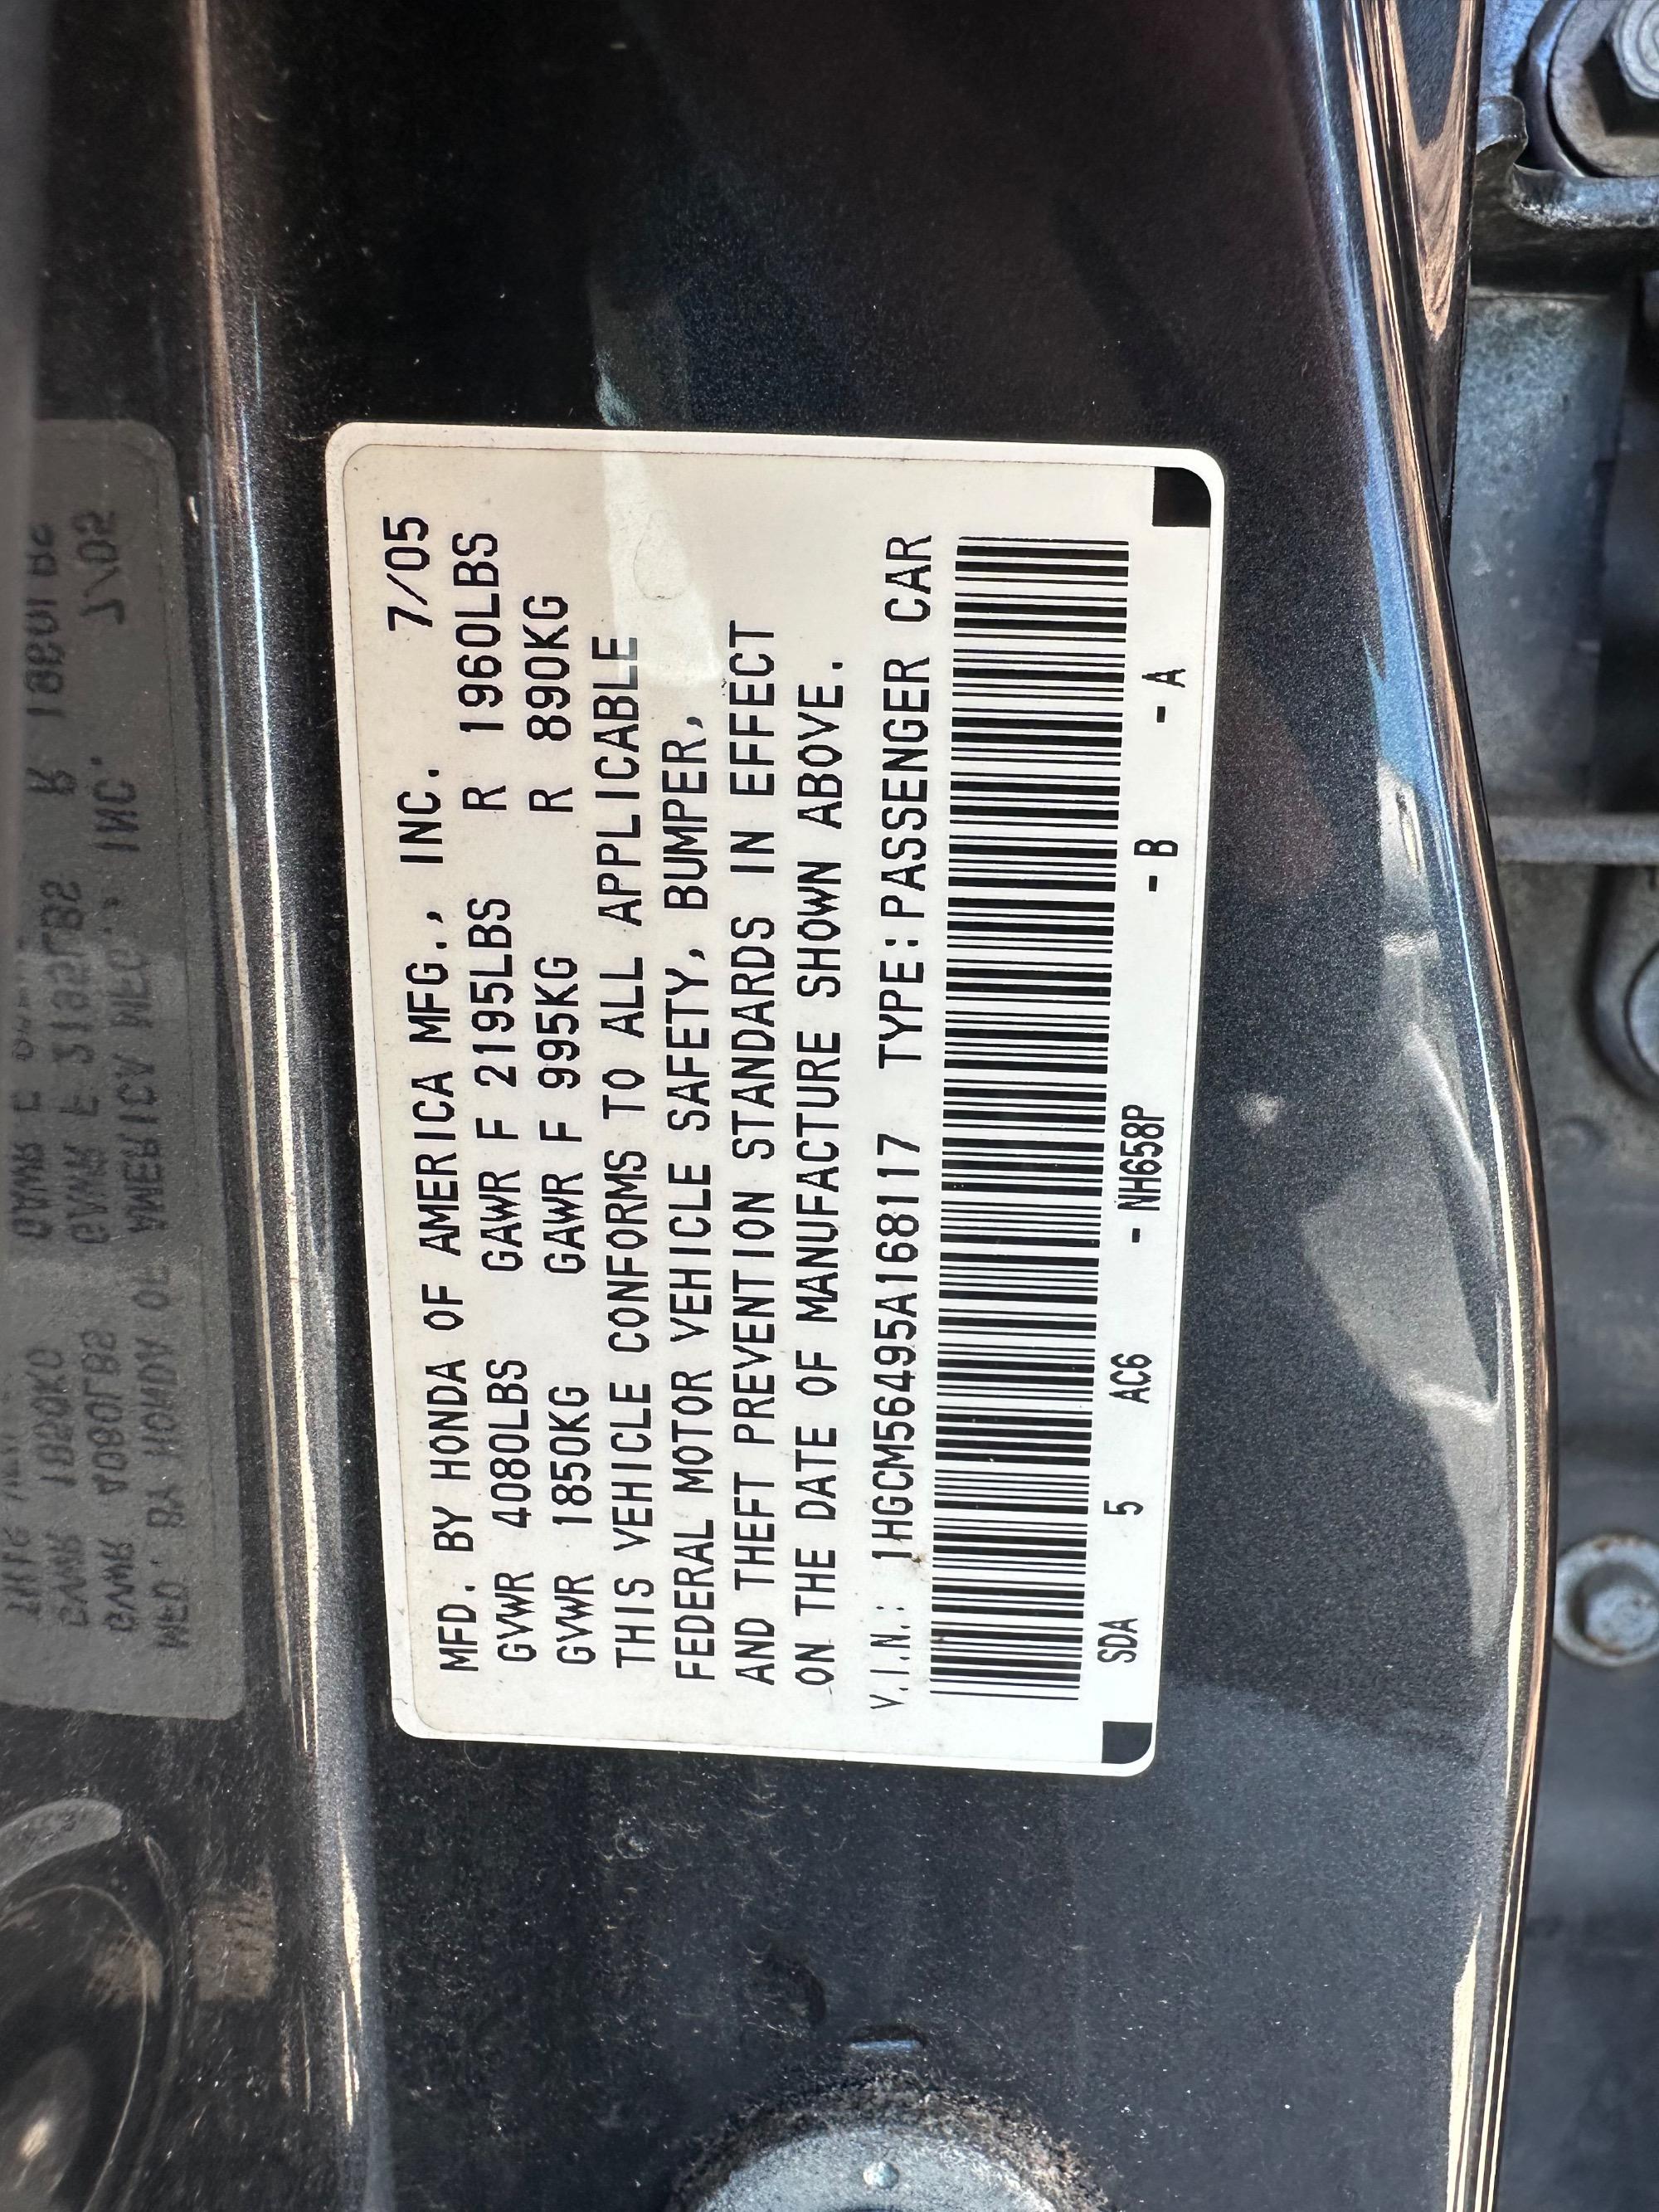 MFD. BY HONDA OF AMERICA MFG., INC. 7/05
GVWR 4080LBS GAWR F 2195LBS R 1960LBS
GVWR 1850KG GAWR F 995KG R 890KG
THIS VEHICLE CONFORMS TO ALL APPLICABLE
FEDERAL MOTOR VEHICLE SAFETY, BUMPER,
AND THEFT PREVENTION STANDARDS IN EFFECT
ON THE DATE OF MANUFACTURE SHOWN ABOVE.
V.I.N.: 1HGCM56495A168117 TYPE:PASSENGER CAR
SDA 5 AC6 - NH658P - B - A